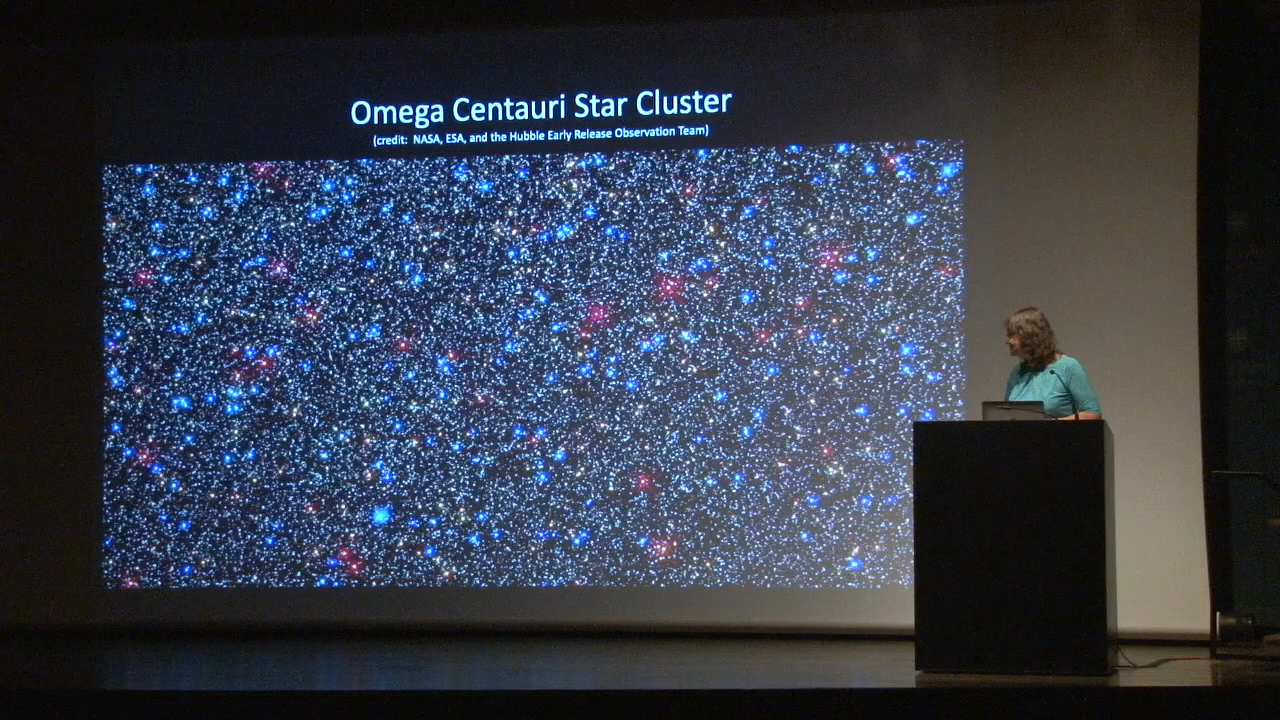 Omega Centauri Star Cluster
(credit: NASA, ESA, and the Hubble Early Release Observation Team)